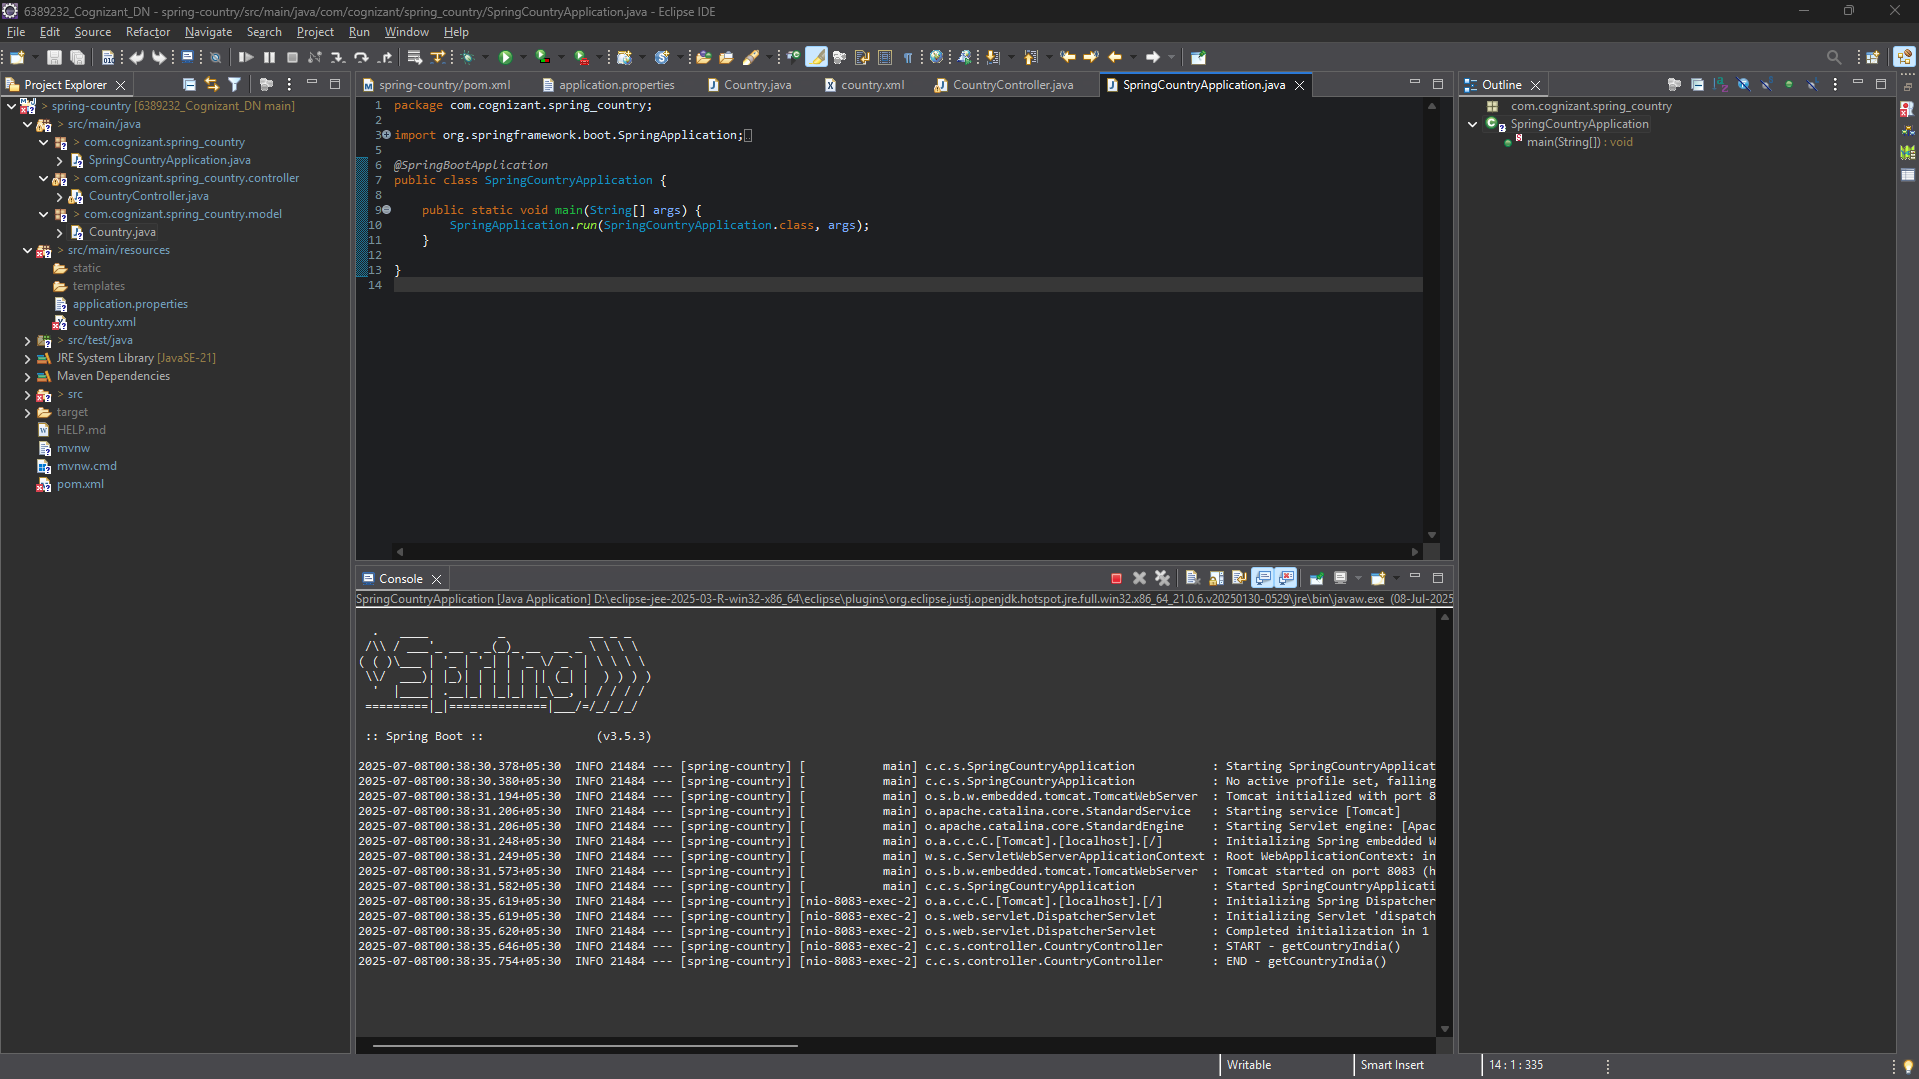 6389232_Cognizant_DN - spring-country/src/main/java/com/cognizant/spring_country/SpringCountryApplication.java - Eclipse IDE
File Edit Source Refactor Navigate Search Project Run Window Help
Project Explorer
spring-country [6389232_Cognizant_DN main]
src/main/java
com.cognizant.spring_country
SpringCountryApplication.java
com.cognizant.spring_country.controller
CountryController.java
com.cognizant.spring_country.model
Country.java
src/main/resources
static
templates
application.properties
country.xml
src/test/java
JRE System Library [JavaSE-21]
Maven Dependencies
src
target
HELP.md
mvnw
mvnw.cmd
pom.xml
spring-country/pom.xml application.properties Country.java country.xml CountryController.java SpringCountryApplication.java
1 package com.cognizant.spring_country;
2
3 import org.springframework.boot.SpringApplication;
5
6 @SpringBootApplication
7 public class SpringCountryApplication {
8
9 public static void main(String[] args) {
10 SpringApplication.run(SpringCountryApplication.class, args);
11 }
12
13 }
14
Outline
com.cognizant.spring_country
SpringCountryApplication
main(String[]) : void
Console
SpringCountryApplication [Java Application] D:\eclipse-jee-2025-03-R-win32-x86_64\eclipse\plugins\org.eclipse.justj.openjdk.hotspot.jre.full.win32.x86_64_21.0.6.v20250130-0529\jre\bin\javaw.exe (08-Jul-2025
Spring
:: Spring Boot :: (v3.5.3)
2025-07-08T00:38:30.378+05:30 INFO 21484 --- [spring-country] [ main] c.c.s.SpringCountryApplication : Starting SpringCountryApplicat
2025-07-08T00:38:30.380+05:30 INFO 21484 --- [spring-country] [ main] c.c.s.SpringCountryApplication : No active profile set, falling
2025-07-08T00:38:31.194+05:30 INFO 21484 --- [spring-country] [ main] o.s.b.w.embedded.tomcat.TomcatWebServer : Tomcat initialized with port 8
2025-07-08T00:38:31.206+05:30 INFO 21484 --- [spring-country] [ main] o.apache.catalina.core.StandardService : Starting service [Tomcat]
2025-07-08T00:38:31.206+05:30 INFO 21484 --- [spring-country] [ main] o.apache.catalina.core.StandardEngine : Starting Servlet engine: [Apac
2025-07-08T00:38:31.248+05:30 INFO 21484 --- [spring-country] [ main] o.a.c.c.C.[Tomcat].[localhost].[/] : Initializing Spring embedded W
2025-07-08T00:38:31.249+05:30 INFO 21484 --- [spring-country] [ main] w.s.c.ServletWebServerApplicationContext : Root WebApplicationContext: in
2025-07-08T00:38:31.573+05:30 INFO 21484 --- [spring-country] [ main] o.s.b.w.embedded.tomcat.TomcatWebServer : Tomcat started on port 8083 (h
2025-07-08T00:38:31.582+05:30 INFO 21484 --- [spring-country] [ main] c.c.s.SpringCountryApplication : Started SpringCountryApplicati
2025-07-08T00:38:35.619+05:30 INFO 21484 --- [spring-country] [nio-8083-exec-2] o.a.c.c.C.[Tomcat].[localhost].[/] : Initializing Spring Dispatcher
2025-07-08T00:38:35.619+05:30 INFO 21484 --- [spring-country] [nio-8083-exec-2] o.s.web.servlet.DispatcherServlet : Initializing Servlet 'dispatch
2025-07-08T00:38:35.620+05:30 INFO 21484 --- [spring-country] [nio-8083-exec-2] o.s.web.servlet.DispatcherServlet : Completed initialization in 1
2025-07-08T00:38:35.646+05:30 INFO 21484 --- [spring-country] [nio-8083-exec-2] c.c.s.controller.CountryController : START - getCountryIndia()
2025-07-08T00:38:35.754+05:30 INFO 21484 --- [spring-country] [nio-8083-exec-2] c.c.s.controller.CountryController : END - getCountryIndia()
Writable Smart Insert 14 : 1 : 335